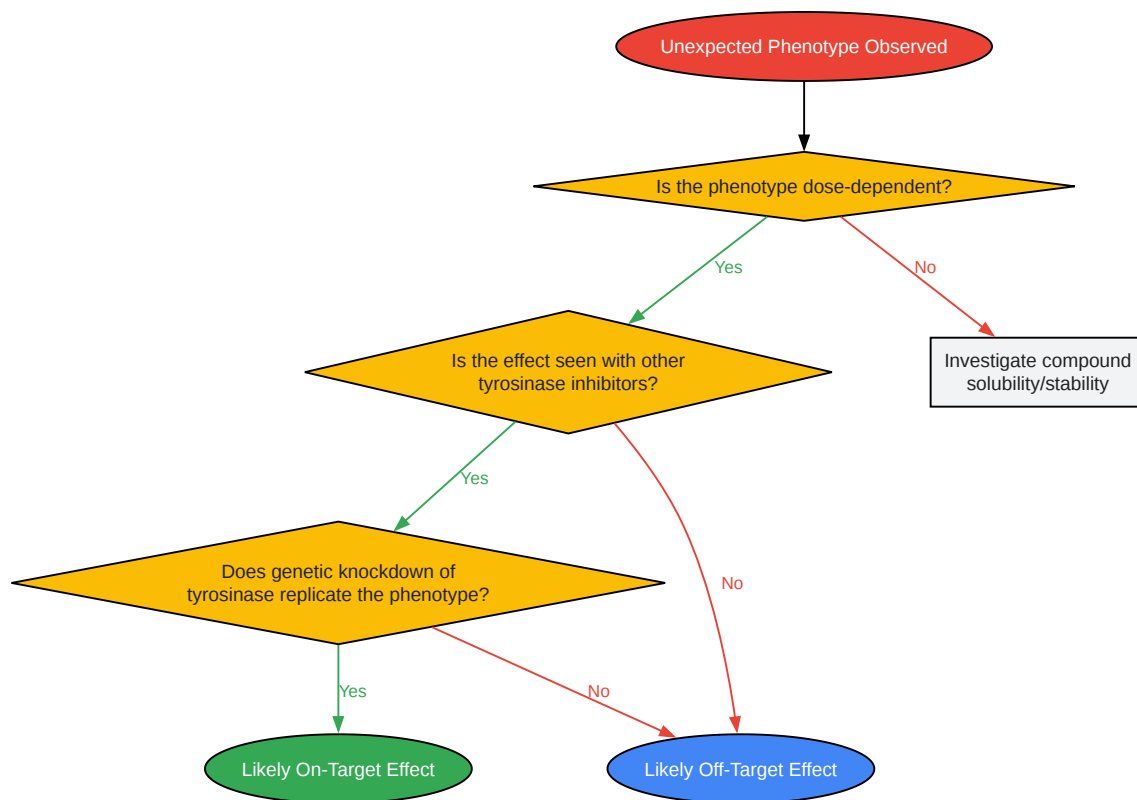 Unexpected Phenotype Observed
Is the phenotype dose-dependent?
Yes
No
Is the effect seen with other
tyrosinase inhibitors?
Investigate compound
solubility/stability
Yes
No
Does genetic knockdown of
tyrosinase replicate the phenotype?
Yes
No
Likely On-Target Effect
Likely Off-Target Effect